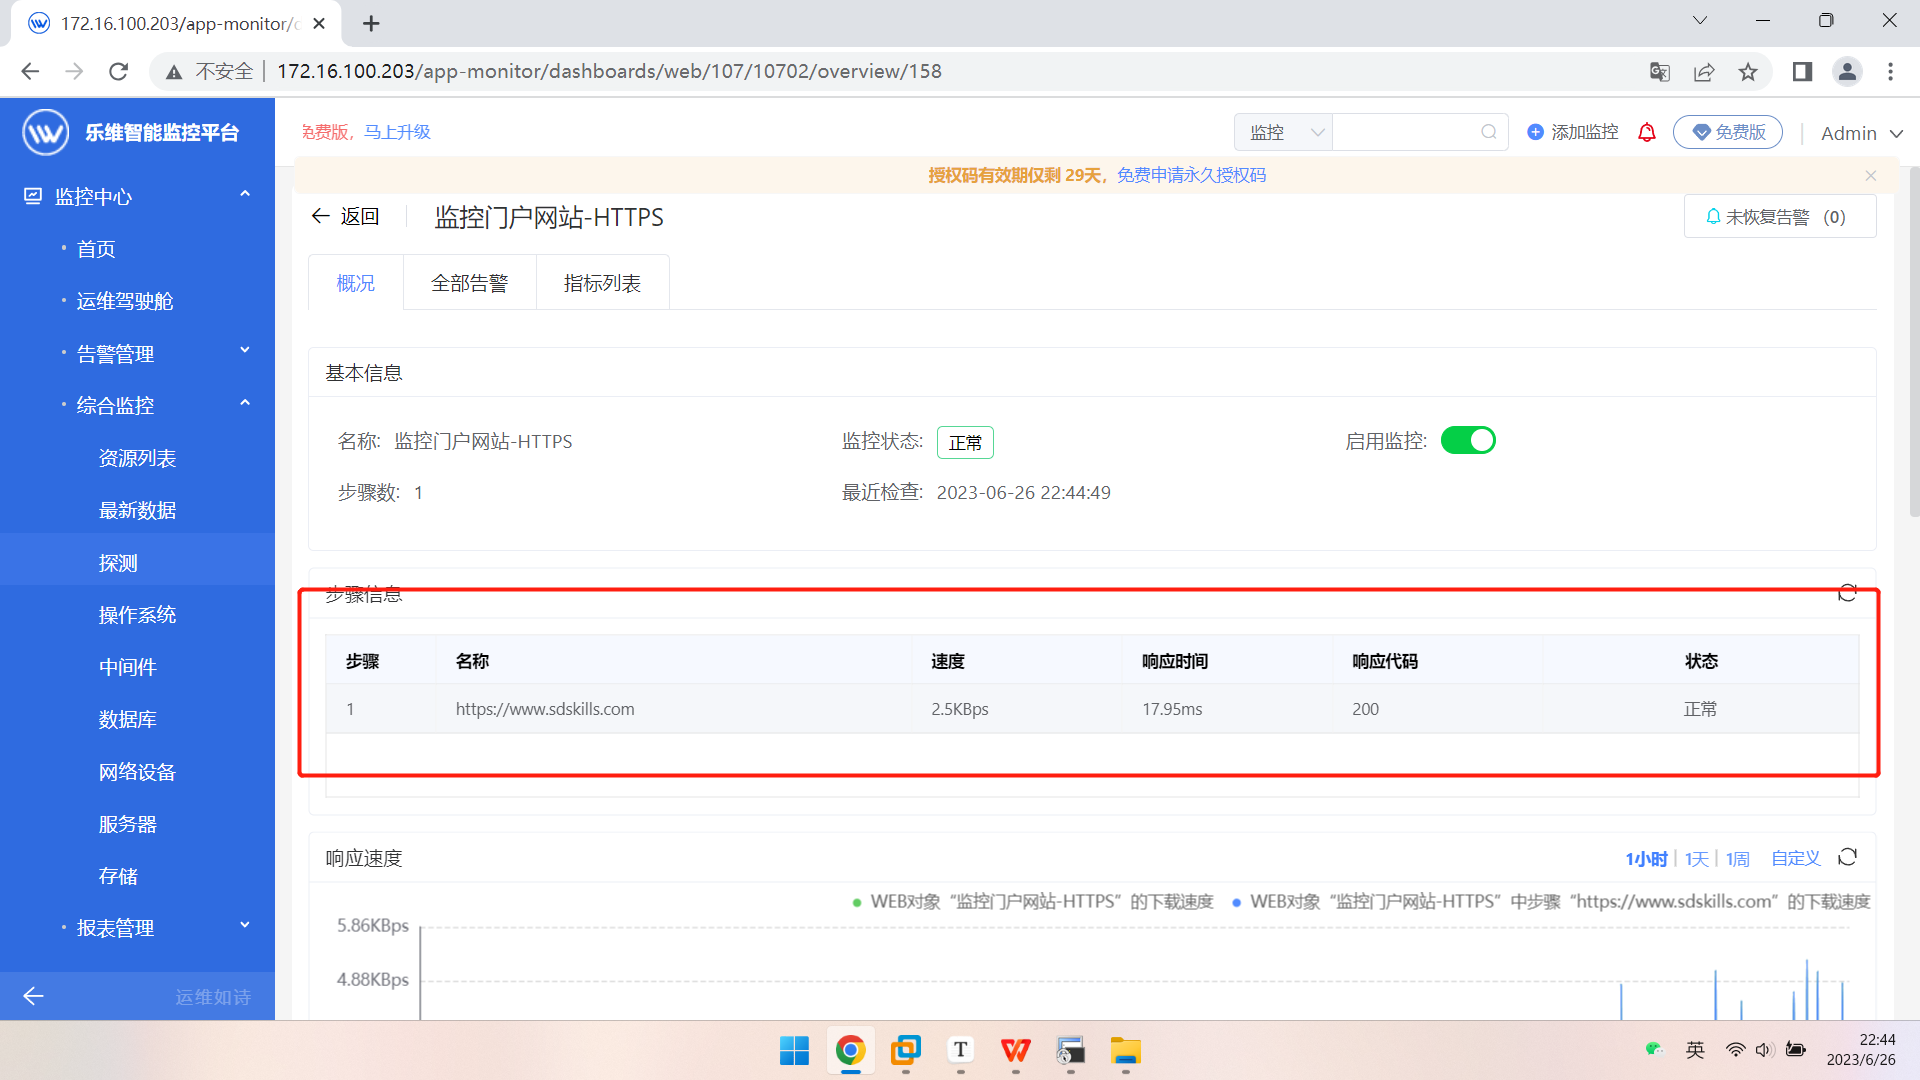 172.16.100.203/app-monitor/
不安全
172.16.100.203/app-monitor/dashboards/web/107/10702/overview/158
乐维智能监控平台
免费版，马上升级
监控
添加监控
免费版
Admin
授权码有效期仅剩 29天，免费申请永久授权码
监控中心
首页
运维驾驶舱
告警管理
综合监控
资源列表
最新数据
探测
操作系统
中间件
数据库
网络设备
服务器
存储
报表管理
运维如诗
返回
监控门户网站-HTTPS
未恢复告警 (0)
概况
全部告警
指标列表
基本信息
名称: 监控门户网站-HTTPS
监控状态: 正常
启用监控:
步骤数: 1
最近检查: 2023-06-26 22:44:49
步骤信息
步骤 名称 速度 响应时间 响应代码 状态
1 https://www.sdskills.com 2.5KBps 17.95ms 200 正常
响应速度
1小时 1天 1周 自定义
WEB对象“监控门户网站-HTTPS”的下载速度
WEB对象“监控门户网站-HTTPS”中步骤“https://www.sdskills.com”的下载速度
5.86KBps
4.88KBps
英
22:44
2023/6/26